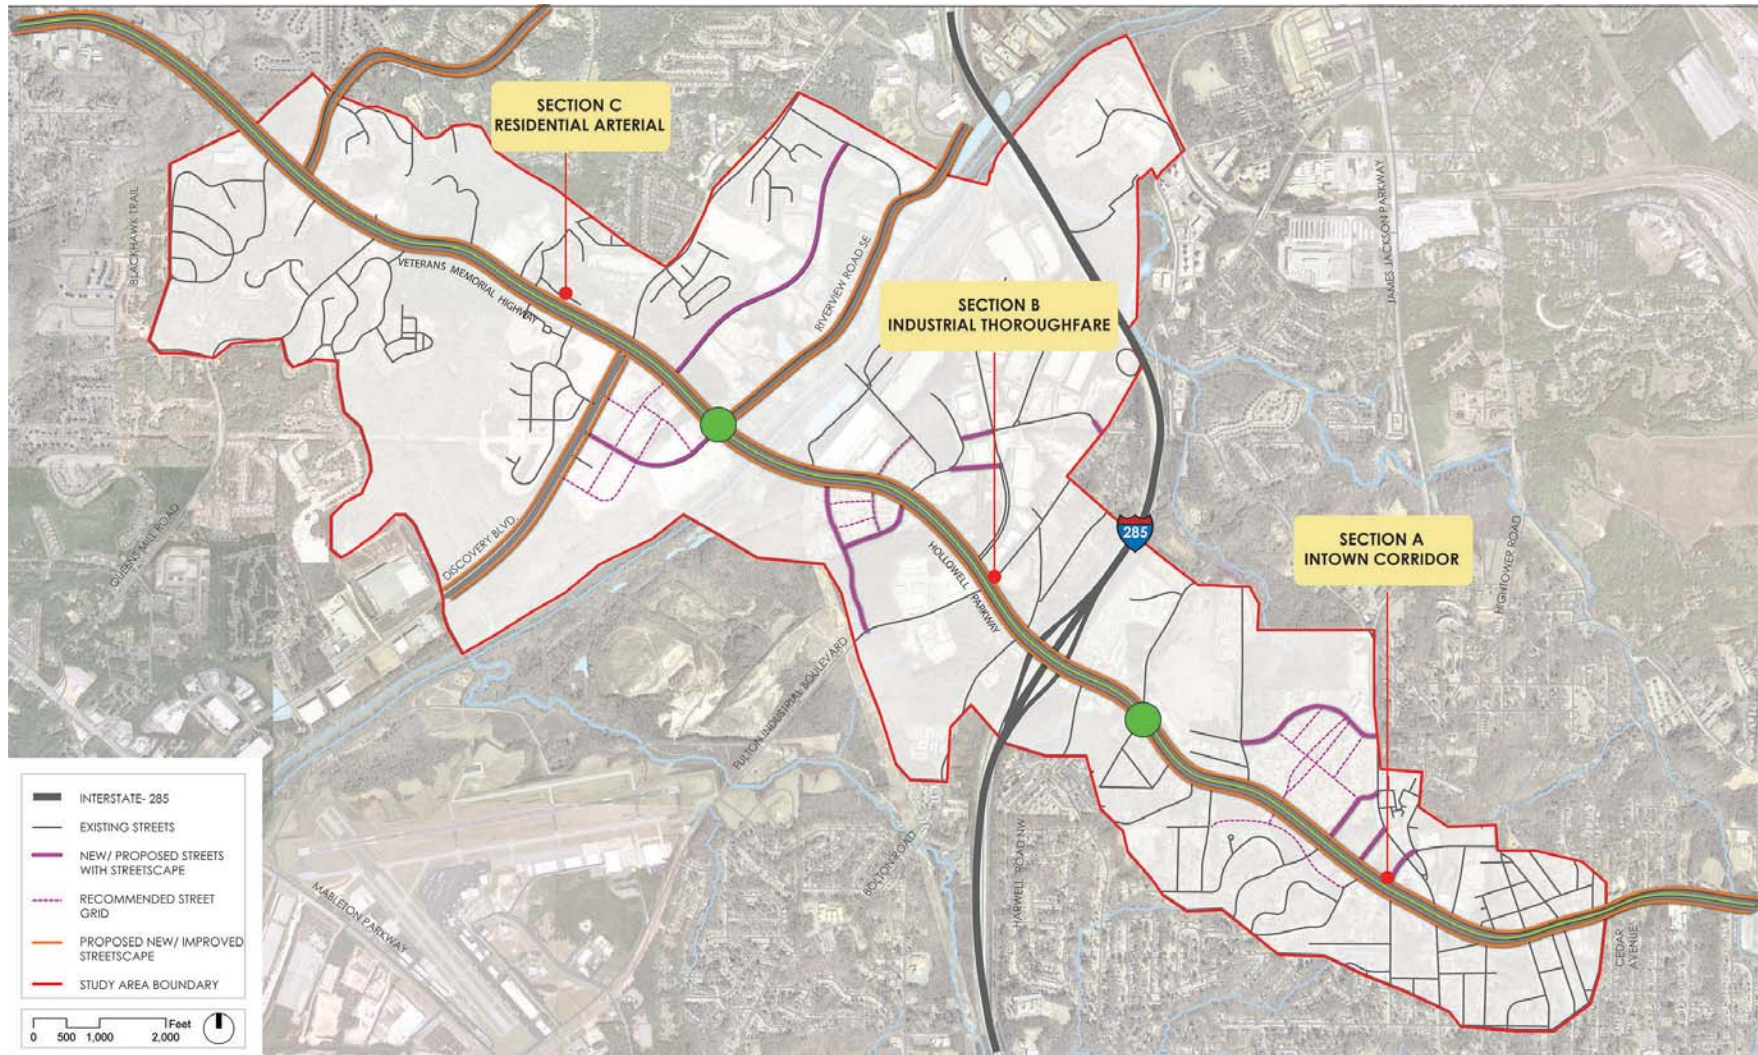 SECTION C
RESIDENTIAL ARTERIAL
BLACKHAWK TRAIL
JAMES JACKSON PARKWAY
VETERANS MEMORIAL HIGHWAY
RIVERVIEW ROAD SE
SECTION B
INDUSTRIAL THOROUGHFARE
QUEENS MILL ROAD
DISCOVERY BLVD.
HOLLOWELL PARKWAY
285
SECTION A
INTOWN CORRIDOR
HIGHTOWER ROAD
FULTON INDUSTRIAL BOULEVARD
BOLTON ROAD
HARWELL ROAD NW
MABLETON PARKWAY
CEDAR
AVENUE
INTERSTATE- 285
EXISTING STREETS
NEW/ PROPOSED STREETS
WITH STREETSCAPE
RECOMMENDED STREET
GRID
PROPOSED NEW/ IMPROVED
STREETSCAPE
STUDY AREA BOUNDARY
Feet
0 500 1,000 2,000